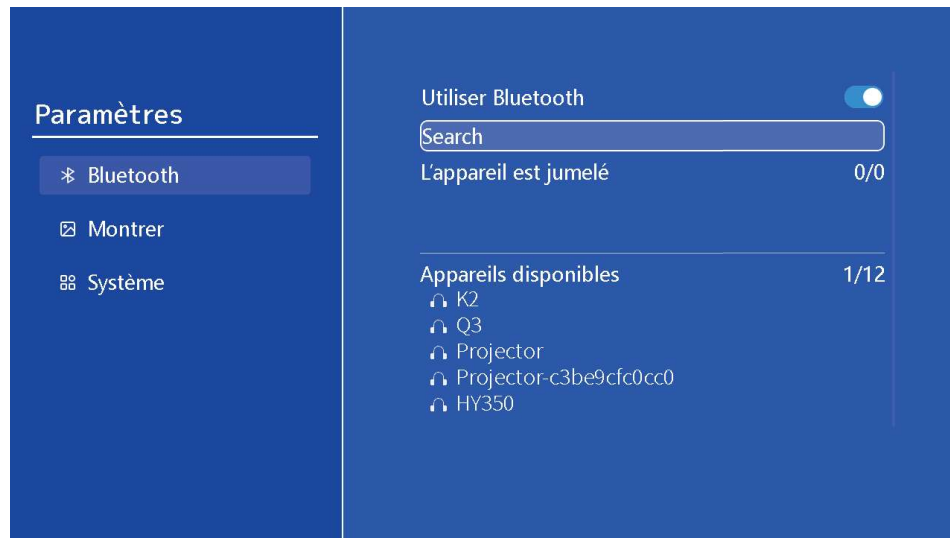 Paramètres
Bluetooth
Montrer
Système
Utiliser Bluetooth
Search
L'appareil est jumelé 0/0
Appareils disponibles 1/12
K2
Q3
Projector
Projector-c3be9cfc0cc0
HY350